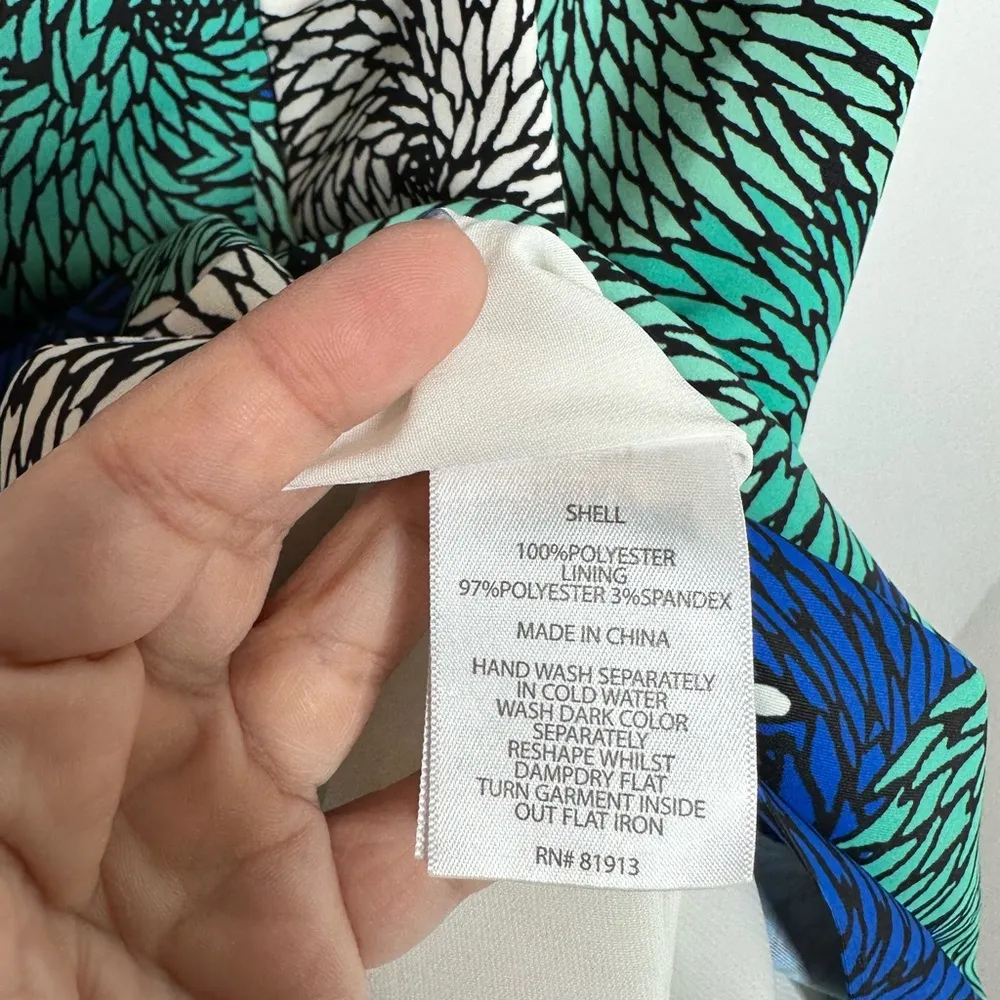 SHELL
100%POLYESTER
LINING
97%POLYESTER 3%SPANDEX
MADE IN CHINA
HAND WASH SEPARATELY
IN COLD WATER
WASH DARK COLOR
SEPARATELY
RESHAPE WHILST
DAMPDRY FLAT
TURN GARMENT INSIDE
OUT FLAT IRON
RN# 81913